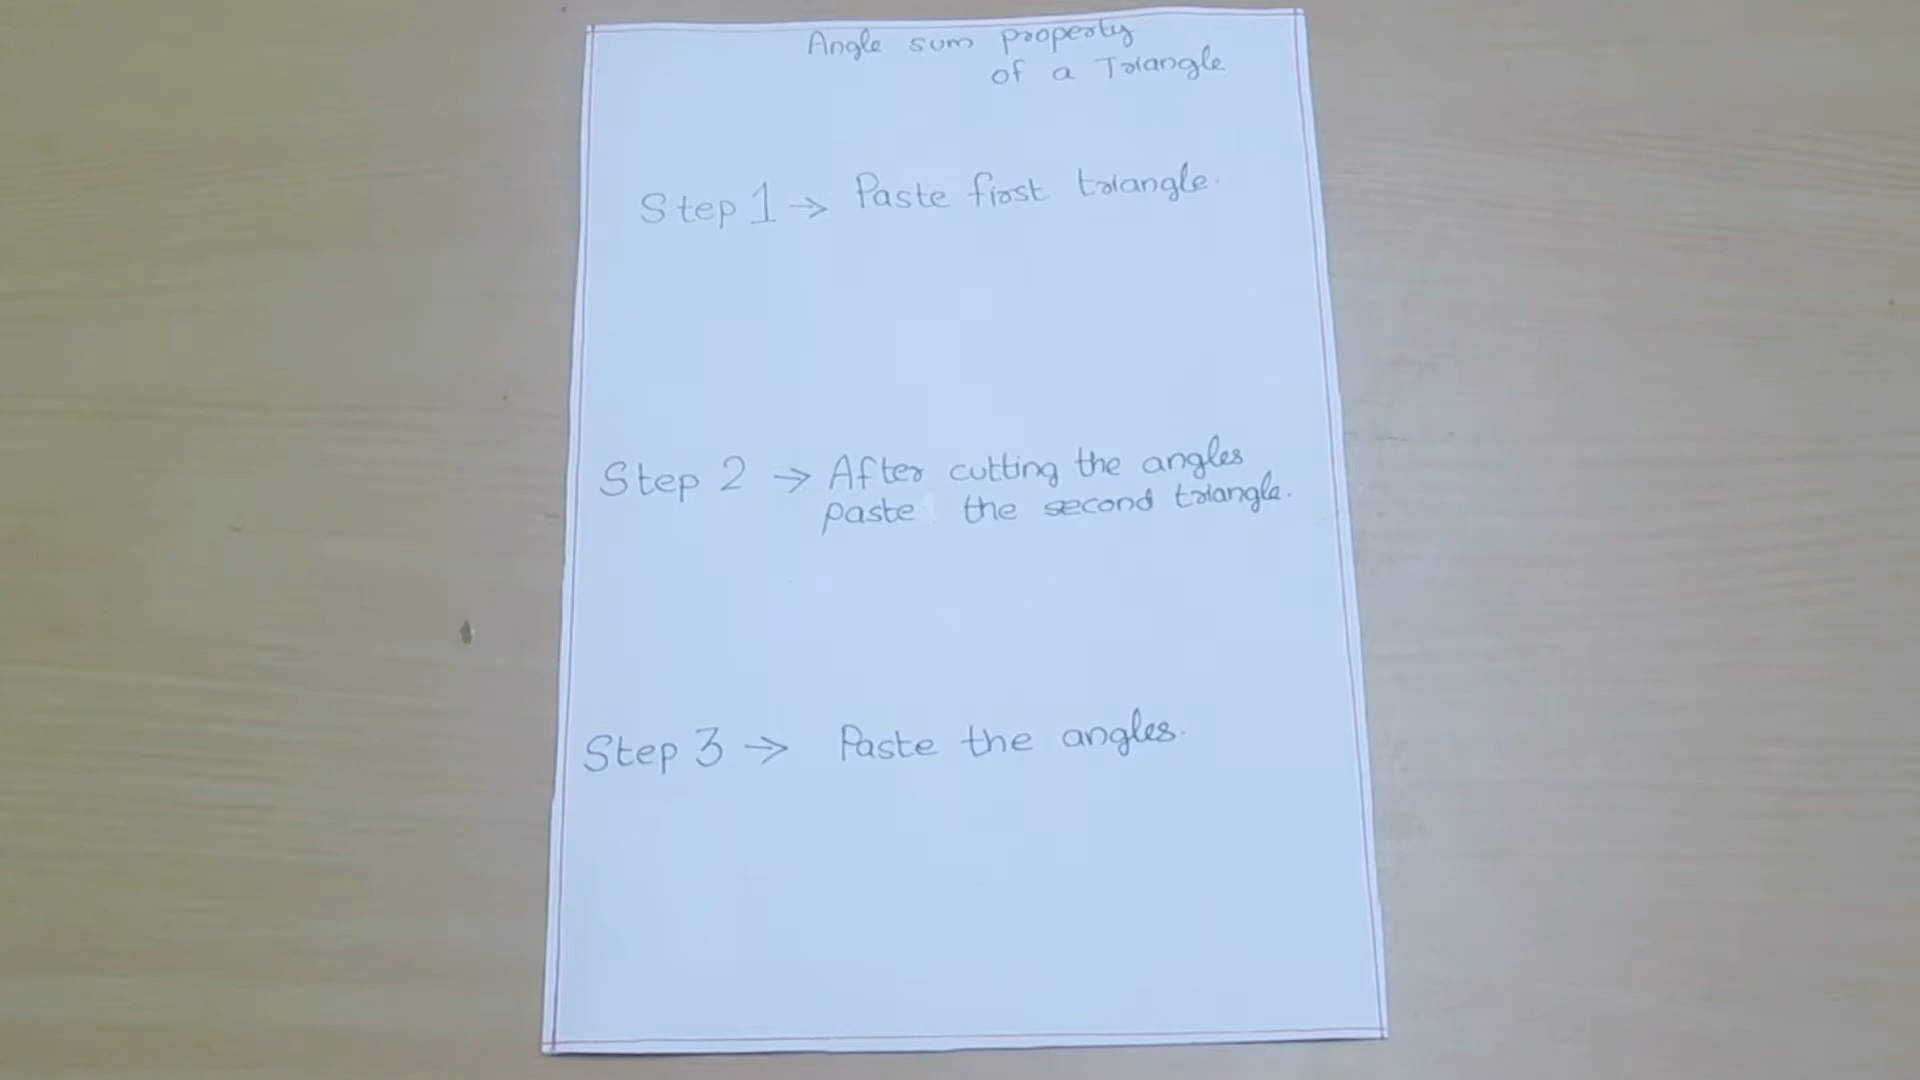 Angle sum property
of a Triangle
Step 1 → Paste first triangle.
Step 2 → After cutting the angles
paste the second triangle.
Step 3 → Paste the angles.